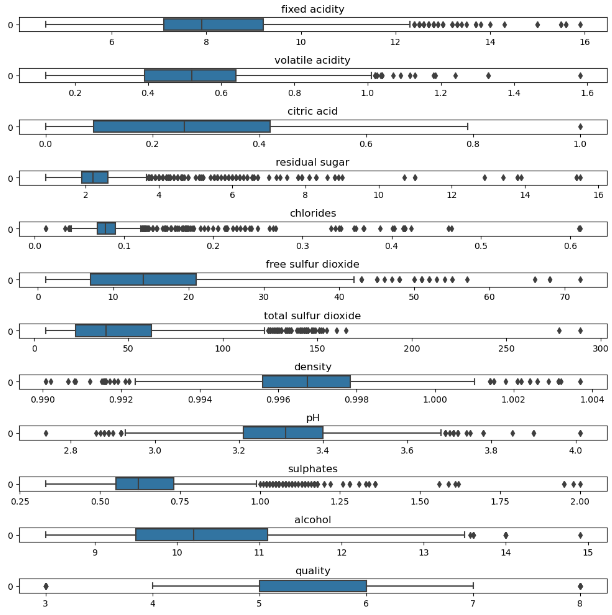 fixed acidity
0
6 8 10 12 14 16
volatile acidity
0
0.2 0.4 0.6 0.8 1.0 1.2 1.4 1.6
citric acid
0
0.0 0.2 0.4 0.6 0.8 1.0
residual sugar
0
2 4 6 8 10 12 14 16
chlorides
0
0.0 0.1 0.2 0.3 0.4 0.5 0.6
free sulfur dioxide
0
0 10 20 30 40 50 60 70
total sulfur dioxide
0
0 50 100 150 200 250 300
density
0
0.990 0.992 0.994 0.996 0.998 1.000 1.002 1.004
pH
0
2.8 3.0 3.2 3.4 3.6 3.8 4.0
sulphates
0
0.25 0.50 0.75 1.00 1.25 1.50 1.75 2.00
alcohol
0
9 10 11 12 13 14 15
quality
0
3 4 5 6 7 8